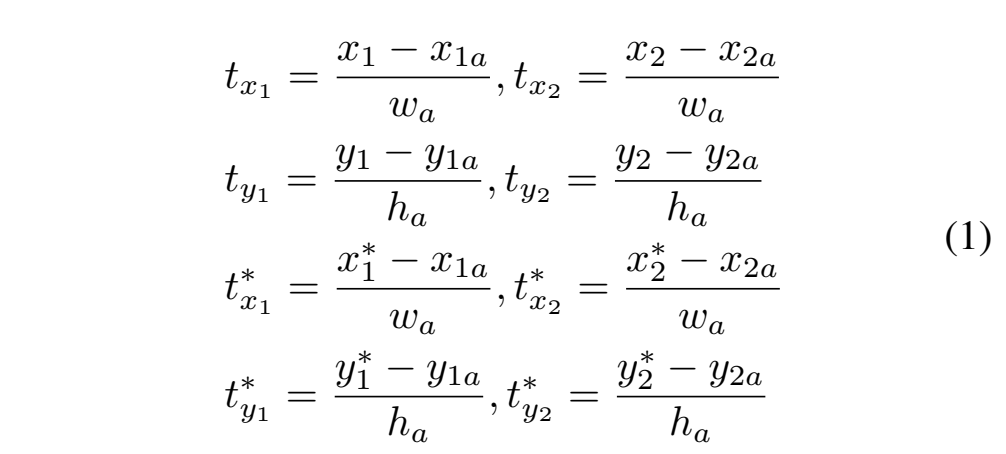 $t_{x_1} = \frac{x_1 - x_{1a}}{w_a}, t_{x_2} = \frac{x_2 - x_{2a}}{w_a}$
$t_{y_1} = \frac{y_1 - y_{1a}}{h_a}, t_{y_2} = \frac{y_2 - y_{2a}}{h_a}$
(1)
$t^*_{x_1} = \frac{x^*_1 - x_{1a}}{w_a}, t^*_{x_2} = \frac{x^*_2 - x_{2a}}{w_a}$
$t^*_{y_1} = \frac{y^*_1 - y_{1a}}{h_a}, t^*_{y_2} = \frac{y^*_2 - y_{2a}}{h_a}$